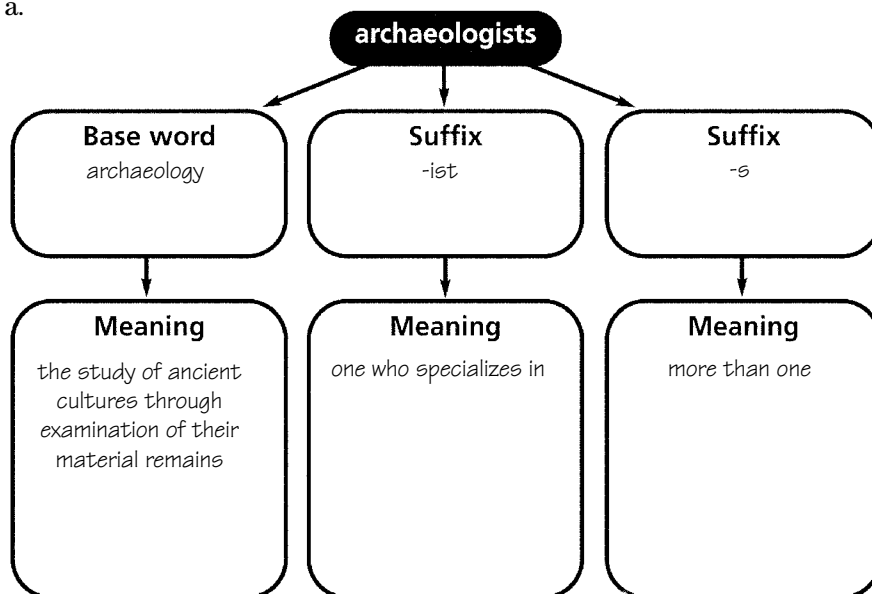 a.
archaeologists
Base word
archaeology
Suffix
-ist
Suffix
-s
Meaning
the study of ancient
cultures through
examination of their
material remains
Meaning
one who specializes in
Meaning
more than one